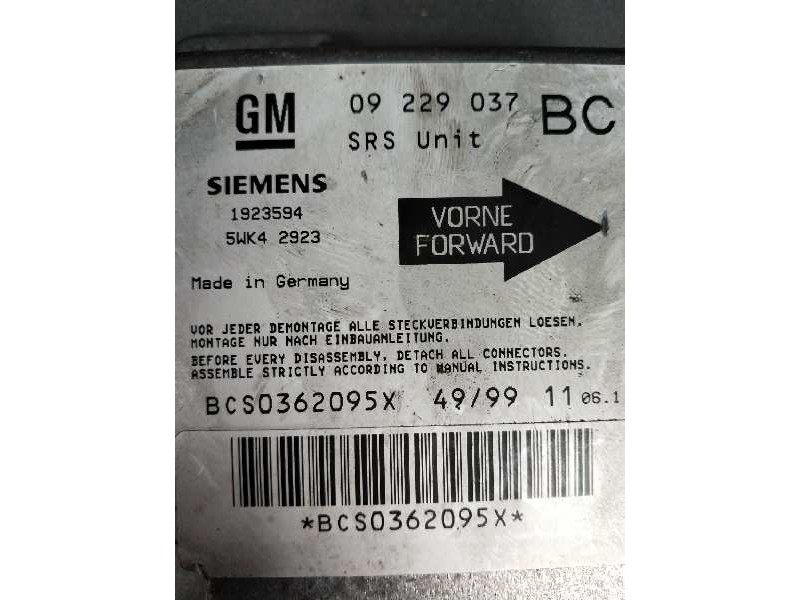 GM 09 229 037 BC
SRS Unit
SIEMENS
1923594
5WK4 2923
VORNE
FORWARD
Made in Germany
VOR JEDER DEMONTAGE ALLE STECKVERBINDUNGEN LOESEN.
MONTAGE NUR NACH EINBAUANLEITUNG.
BEFORE EVERY DISASSEMBLY, DETACH ALL CONNECTORS.
ASSEMBLE STRICTLY ACCORDING TO MANUAL INSTRUCTIONS.
BCS0362095X 49/99 11 06.1
*BCS0362095X*